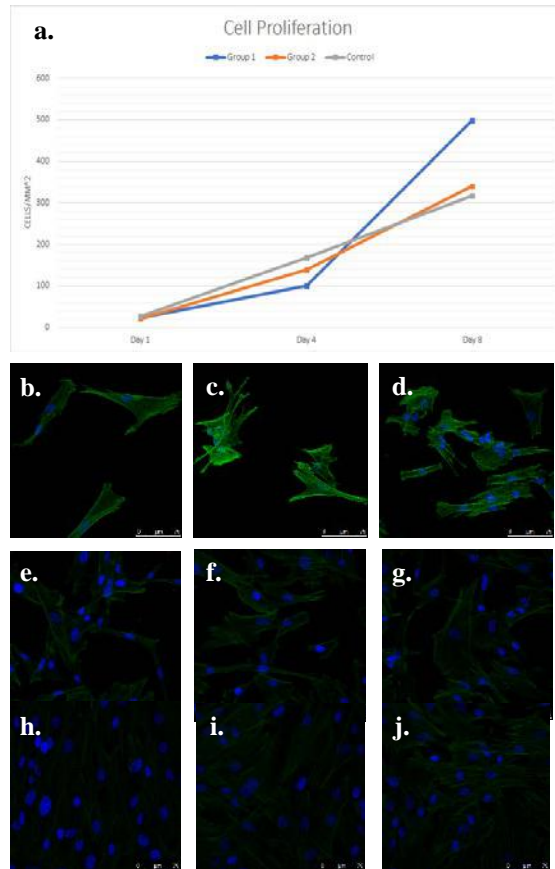 a.
Cell Proliferation
Group 1 Group 2 Control
600
500
400
300
200
100
0
CELLS/MM^2
Day 1 Day 4 Day 8
b. c. d.
e. f. g.
h. i. j.